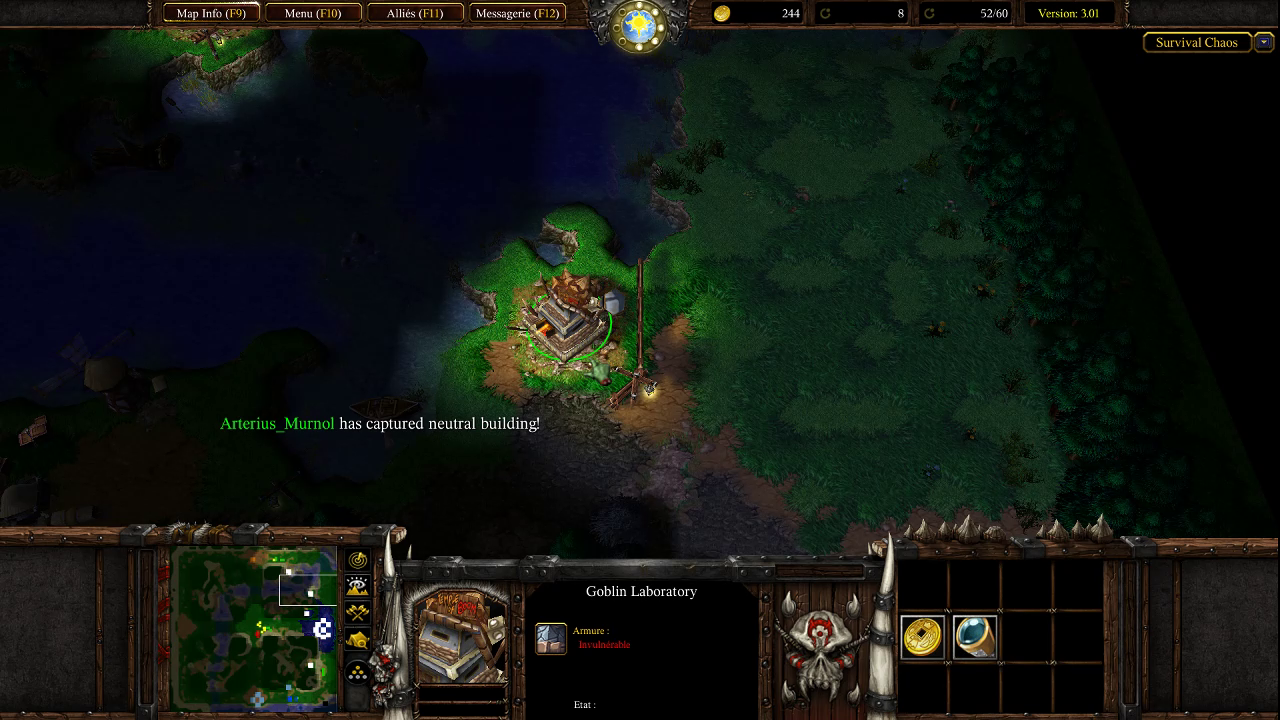 Map Info (F9) Menu (F10) Alliés (F11) Messagerie (F12) 244 8 52/60 Version: 3.01
Survival Chaos
Arterius_Murnol has captured neutral building!
Goblin Laboratory
Armure :
Invulnérable
Etat :